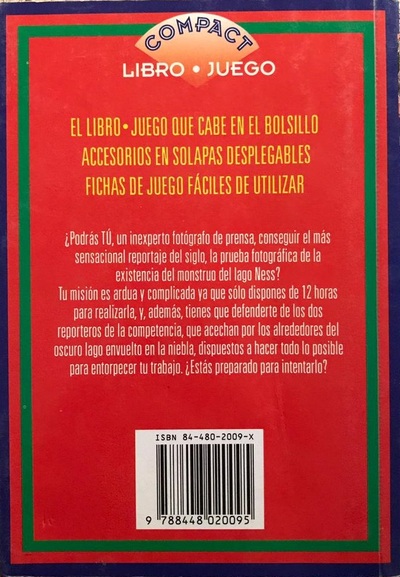 COMPACT
LIBRO • JUEGO
EL LIBRO • JUEGO QUE CABE EN EL BOLSILLO
ACCESORIOS EN SOLAPAS DESPLEGABLES
FICHAS DE JUEGO FÁCILES DE UTILIZAR
¿Podrás TÚ, un inexperto fotógrafo de prensa, conseguir el más
sensacional reportaje del siglo, la prueba fotográfica de la
existencia del monstruo del lago Ness?
Tu misión es ardua y complicada ya que sólo dispones de 12 horas
para realizarla, y, además, tienes que defenderte de los dos
reporteros de la competencia, que acechan por los alrededores del
oscuro lago envuelto en la niebla, dispuestos a hacer todo lo posible
para entorpecer tu trabajo. ¿Estás preparado para intentarlo?
ISBN 84-480-2009-X
9 788448 020095